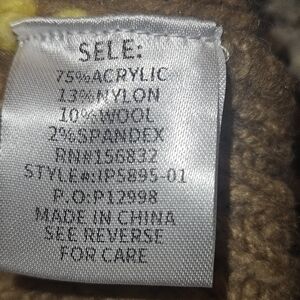 SELE:
75%ACRYLIC
13%NYLON
10%WOOL
2%SPANDEX
RN#156832
STYLE#:JP5895-01
P.O:P12998
MADE IN CHINA
SEE REVERSE
FOR CARE